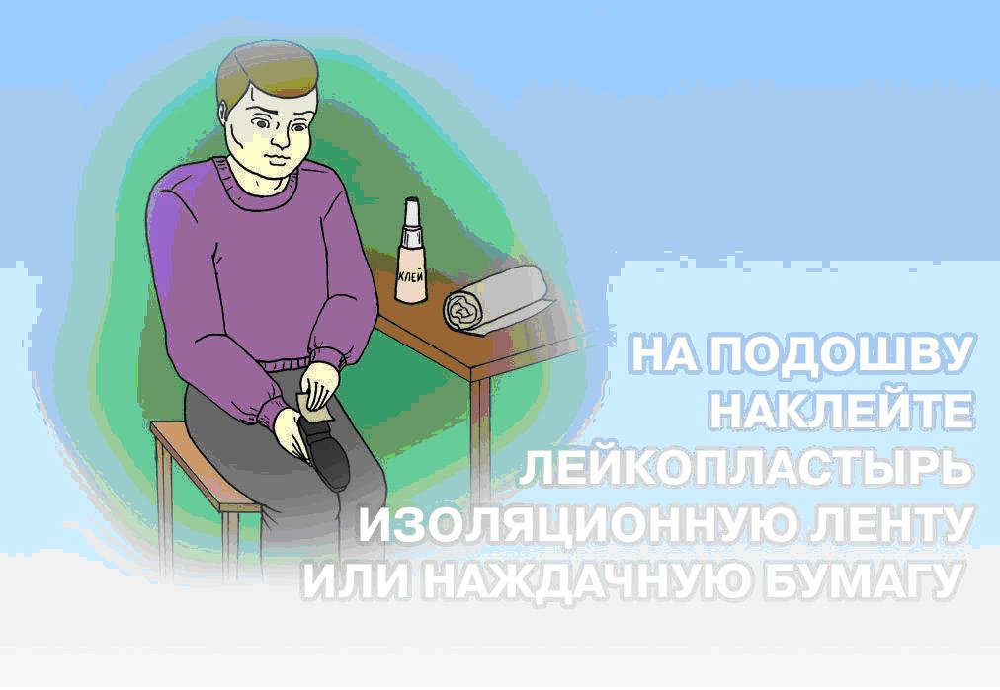 КЛЕЙ
НА ПОДОШВУ
НАКЛЕЙТЕ
ЛЕЙКОПЛАСТЫРЬ
ИЗОЛЯЦИОННУЮ ЛЕНТУ
ИЛИ НАЖДАЧНУЮ БУМАГУ